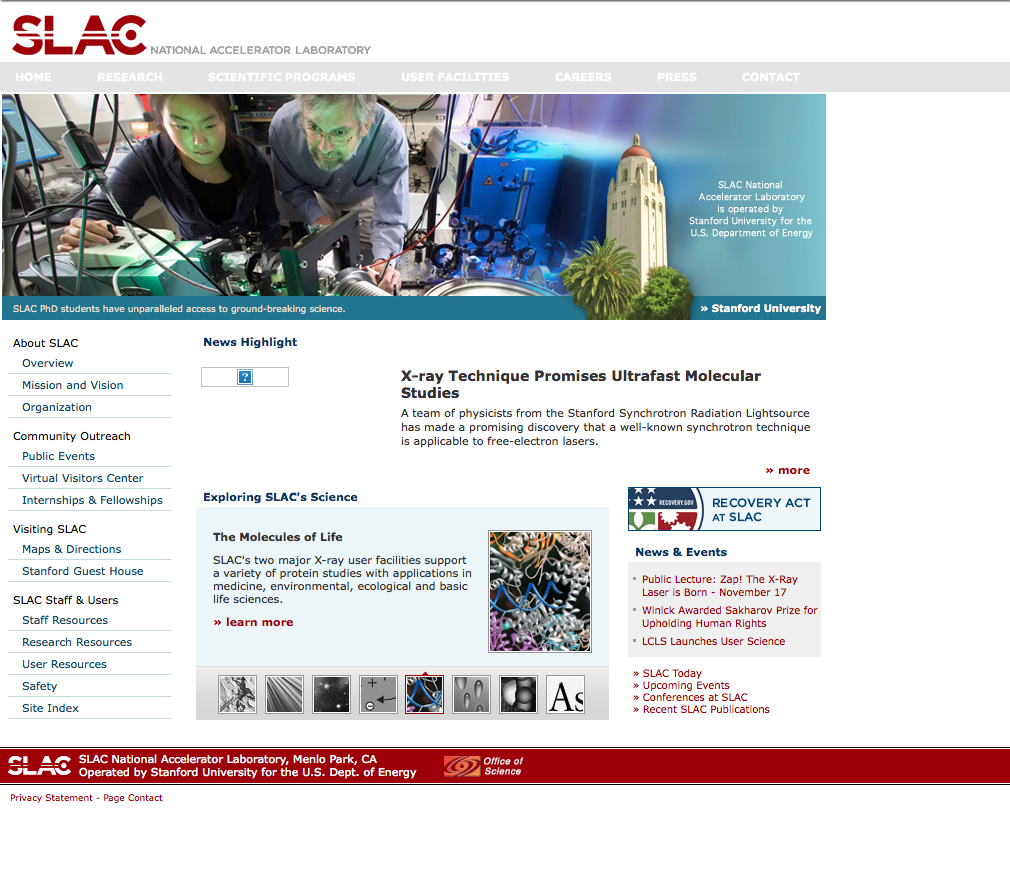 SLAC NATIONAL ACCELERATOR LABORATORY
HOME RESEARCH SCIENTIFIC PROGRAMS USER FACILITIES CAREERS PRESS CONTACT
SLAC National
Accelerator Laboratory
is operated by
Stanford University for the
U.S. Department of Energy
SLAC PhD students have unparalleled access to ground-breaking science.
» Stanford University
About SLAC
Overview
Mission and Vision
Organization
Community Outreach
Public Events
Virtual Visitors Center
Internships & Fellowships
Visiting SLAC
Maps & Directions
Stanford Guest House
SLAC Staff & Users
Staff Resources
Research Resources
User Resources
Safety
Site Index
News Highlight
?
X-ray Technique Promises Ultrafast Molecular
Studies
A team of physicists from the Stanford Synchrotron Radiation Lightsource
has made a promising discovery that a well-known synchrotron technique
is applicable to free-electron lasers.
» more
Exploring SLAC's Science
The Molecules of Life
SLAC's two major X-ray user facilities support
a variety of protein studies with applications in
medicine, environmental, ecological and basic
life sciences.
» learn more
As
RECOVERY.GOV
RECOVERY ACT
AT SLAC
News & Events
Public Lecture: Zap! The X-Ray
Laser is Born - November 17
Winick Awarded Sakharov Prize for
Upholding Human Rights
LCLS Launches User Science
» SLAC Today
» Upcoming Events
» Conferences at SLAC
» Recent SLAC Publications
SLAC
SLAC National Accelerator Laboratory, Menlo Park, CA
Operated by Stanford University for the U.S. Dept. of Energy
Office of
Science
Privacy Statement - Page Contact